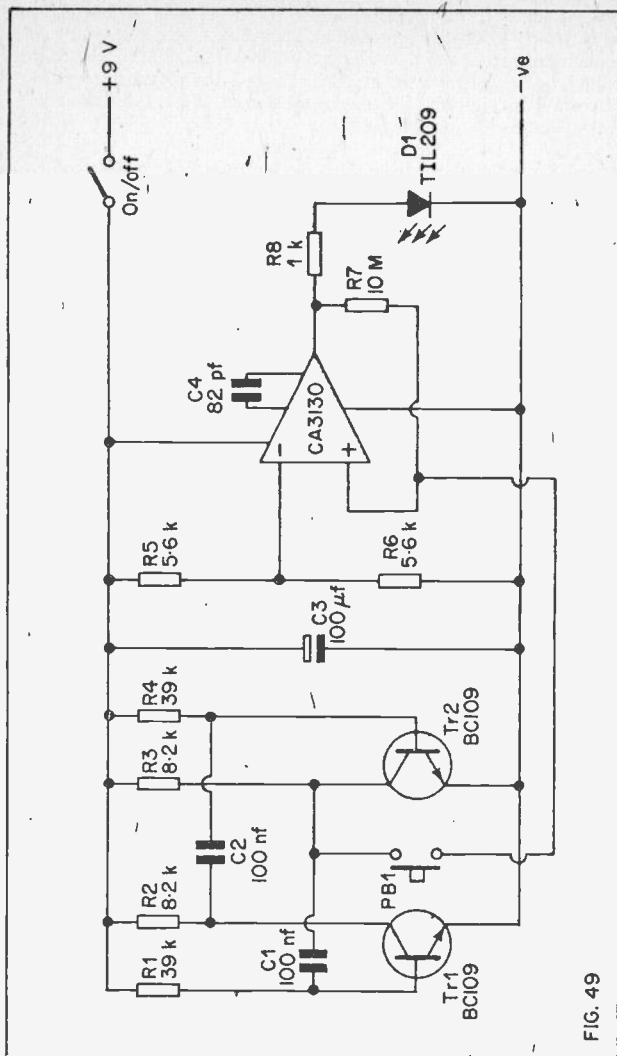 +9 V
On/off
R1
39 k
R2
8·2 k
R3
8·2 k
R4
39 k
R5
5·6 k
C4
82 pf
R8
1 k
D1
TIL209
−ve
C2
100 nf
C1
100 nf
C3
100 µf
R6
5·6 k
−
+
CA3130
R7
10 M
PB1
Tr1
BC109
Tr2
BC109
FIG. 49